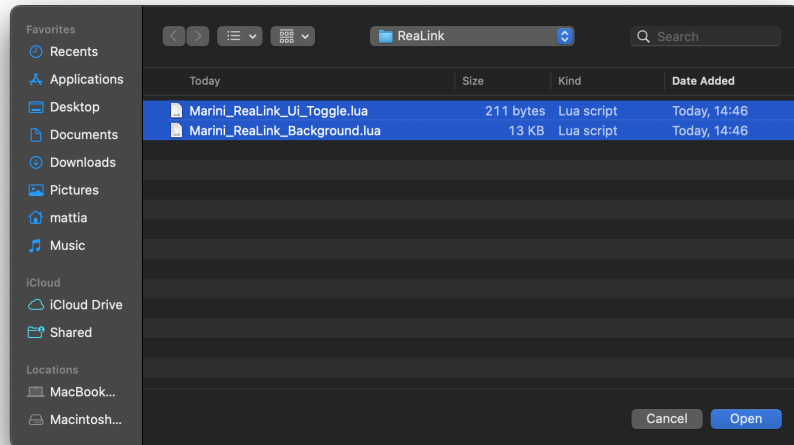 Favorites
Recents
Applications
Desktop
Documents
Downloads
Pictures
mattia
Music
iCloud
iCloud Drive
Shared
Locations
MacBook...
Macintosh...
ReaLink
Search
Today Size Kind Date Added
Marini_ReaLink_Ui_Toggle.lua 211 bytes Lua script Today, 14:46
Marini_ReaLink_Background.lua 13 KB Lua script Today, 14:46
Cancel Open